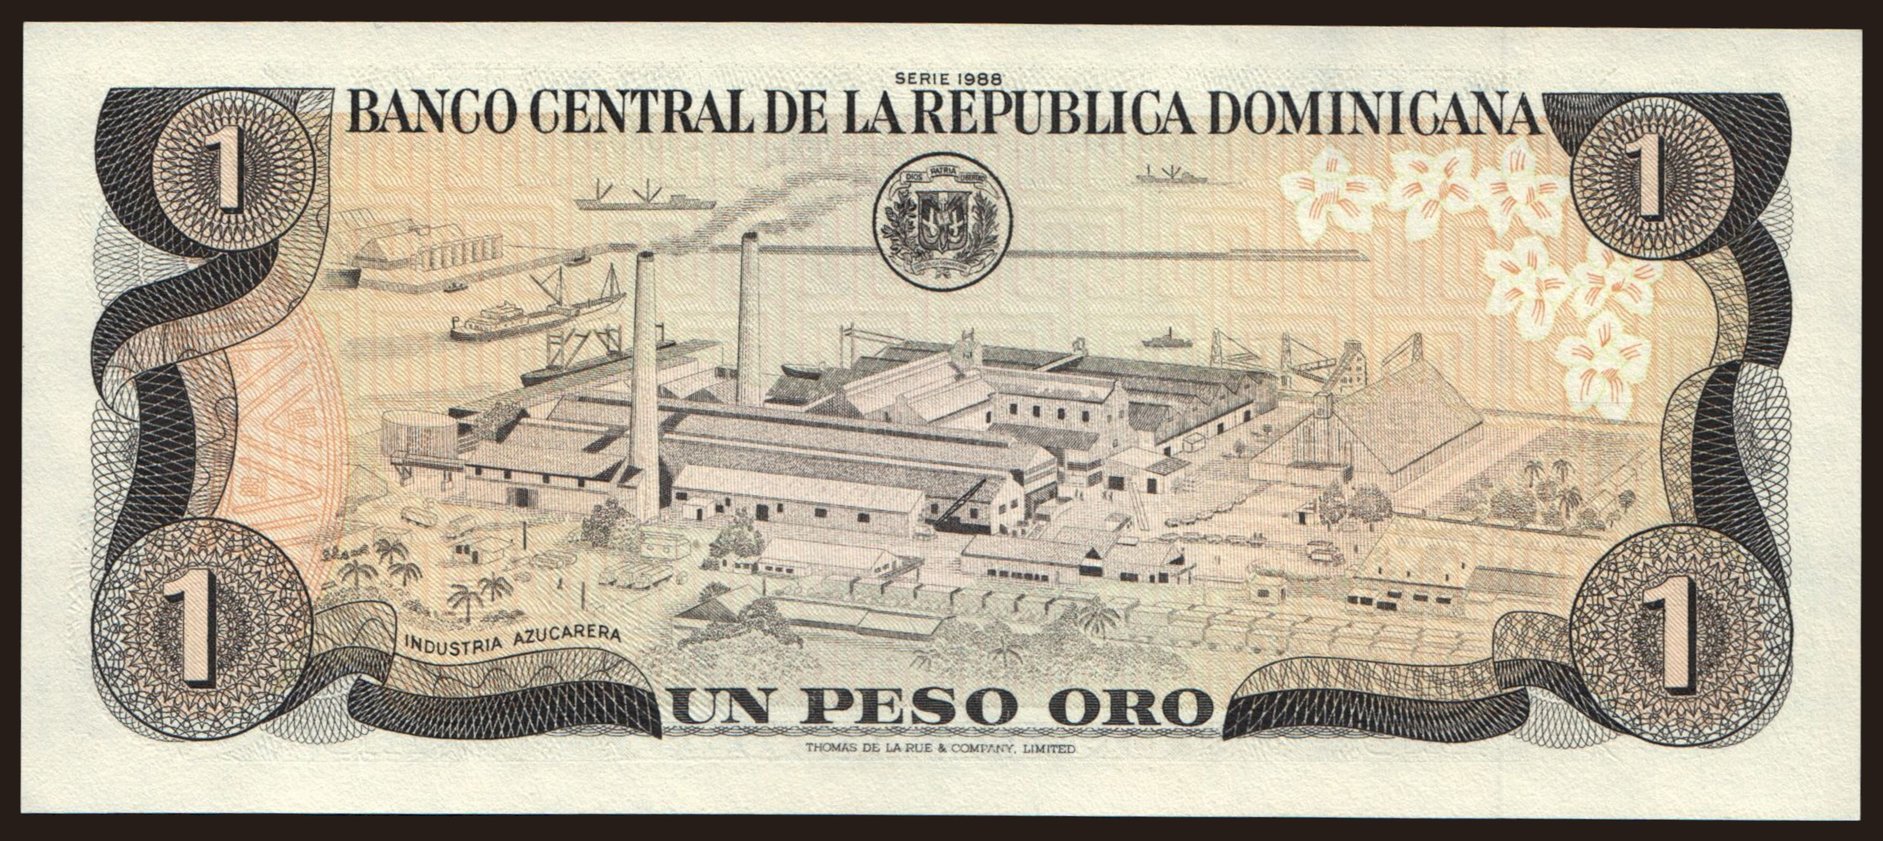 SERIE 1988
BANCO CENTRAL DE LA REPUBLICA DOMINICANA
1
1
DIOS PATRIA LIBERTAD
INDUSTRIA AZUCARERA
1
1
UN PESO ORO
THOMAS DE LA RUE & COMPANY, LIMITED